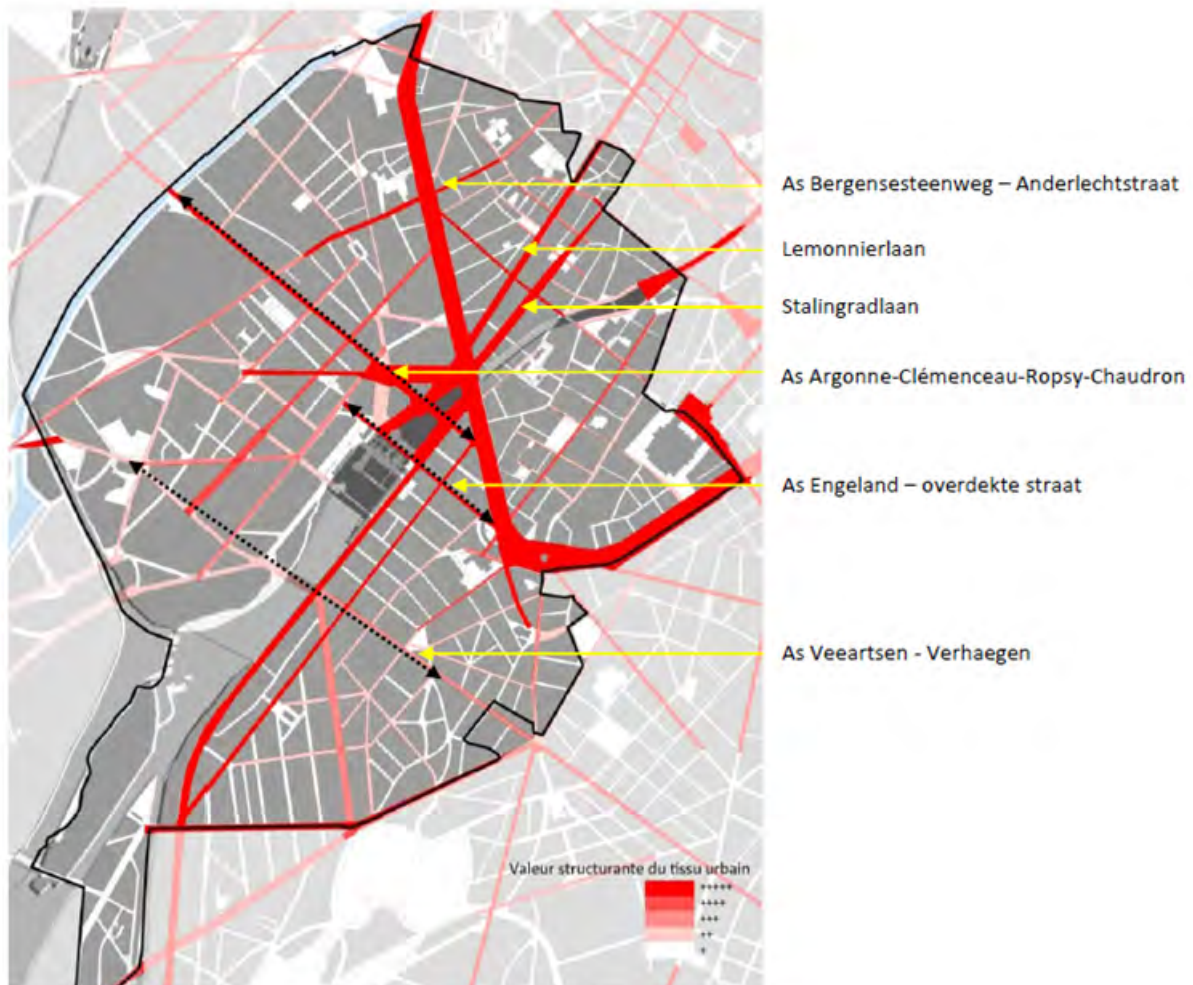 As Bergensesteenweg – Anderlechtstraat
Lemonnierlaan
Stalingradlaan
As Argonne-Clémenceau-Ropsy-Chaudron
As Engeland – overdekte straat
As Veeartsen - Verhaegen
Valeur structurante du tissu urbain
+++++
++++
+++
++
+